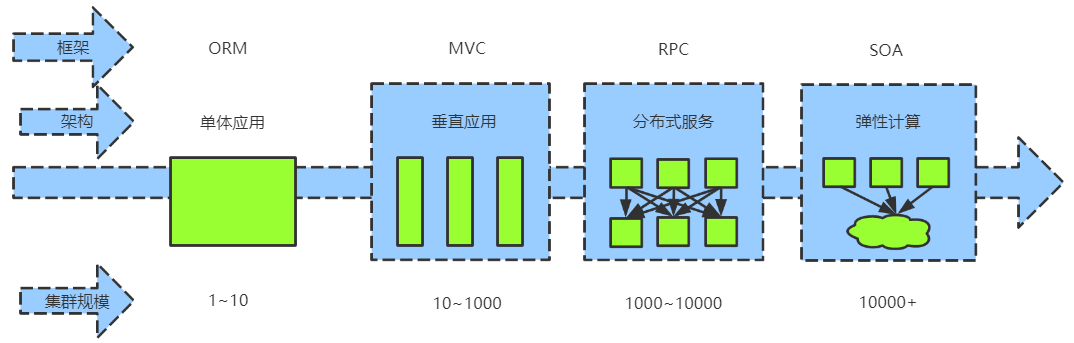 框架 ORM MVC RPC SOA
架构 单体应用 垂直应用 分布式服务 弹性计算
集群规模 1~10 10~1000 1000~10000 10000+